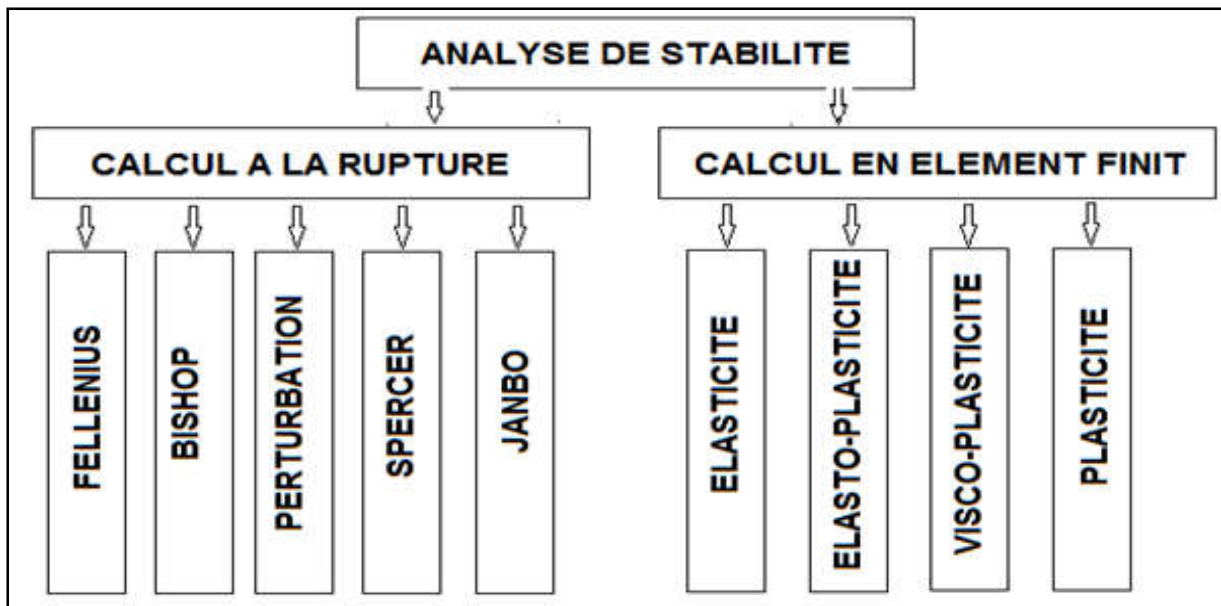 ANALYSE DE STABILITE
CALCUL A LA RUPTURE
CALCUL EN ELEMENT FINIT
FELLENIUS
BISHOP
PERTURBATION
SPERCER
JANBO
ELASTICITE
ELASTO-PLASTICITE
VISCO-PLASTICITE
PLASTICITE